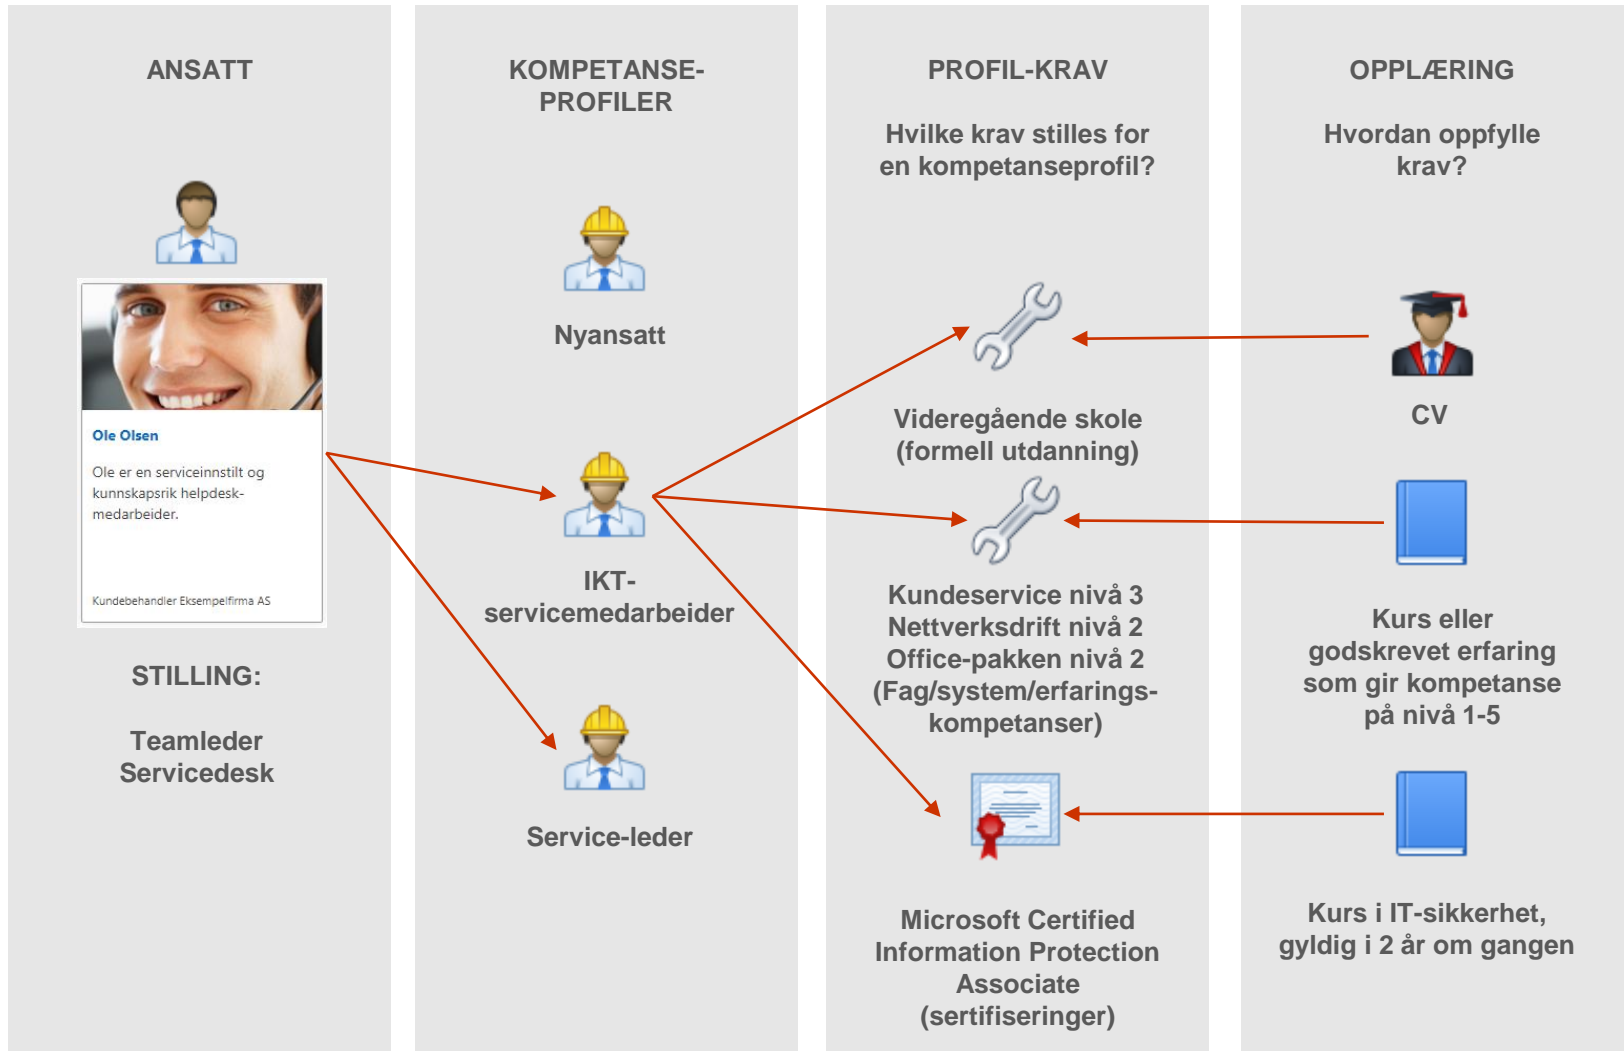 ANSATT
Ole Olsen
Ole er en serviceinnstilt og
kunnskapsrik helpdesk-
medarbeider.
Kundebehandler Eksempelfirma AS
STILLING:
Teamleder
Servicedesk
KOMPETANSE-
PROFILER
Nyansatt
IKT-
servicemedarbeider
Service-leder
PROFIL-KRAV
Hvilke krav stilles for
en kompetanseprofil?
Videregående skole
(formell utdanning)
Kundeservice nivå 3
Nettverksdrift nivå 2
Office-pakken nivå 2
(Fag/system/erfarings-
kompetanser)
Microsoft Certified
Information Protection
Associate
(sertifiseringer)
OPPLÆRING
Hvordan oppfylle
krav?
CV
Kurs eller
godskrevet erfaring
som gir kompetanse
på nivå 1-5
Kurs i IT-sikkerhet,
gyldig i 2 år om gangen